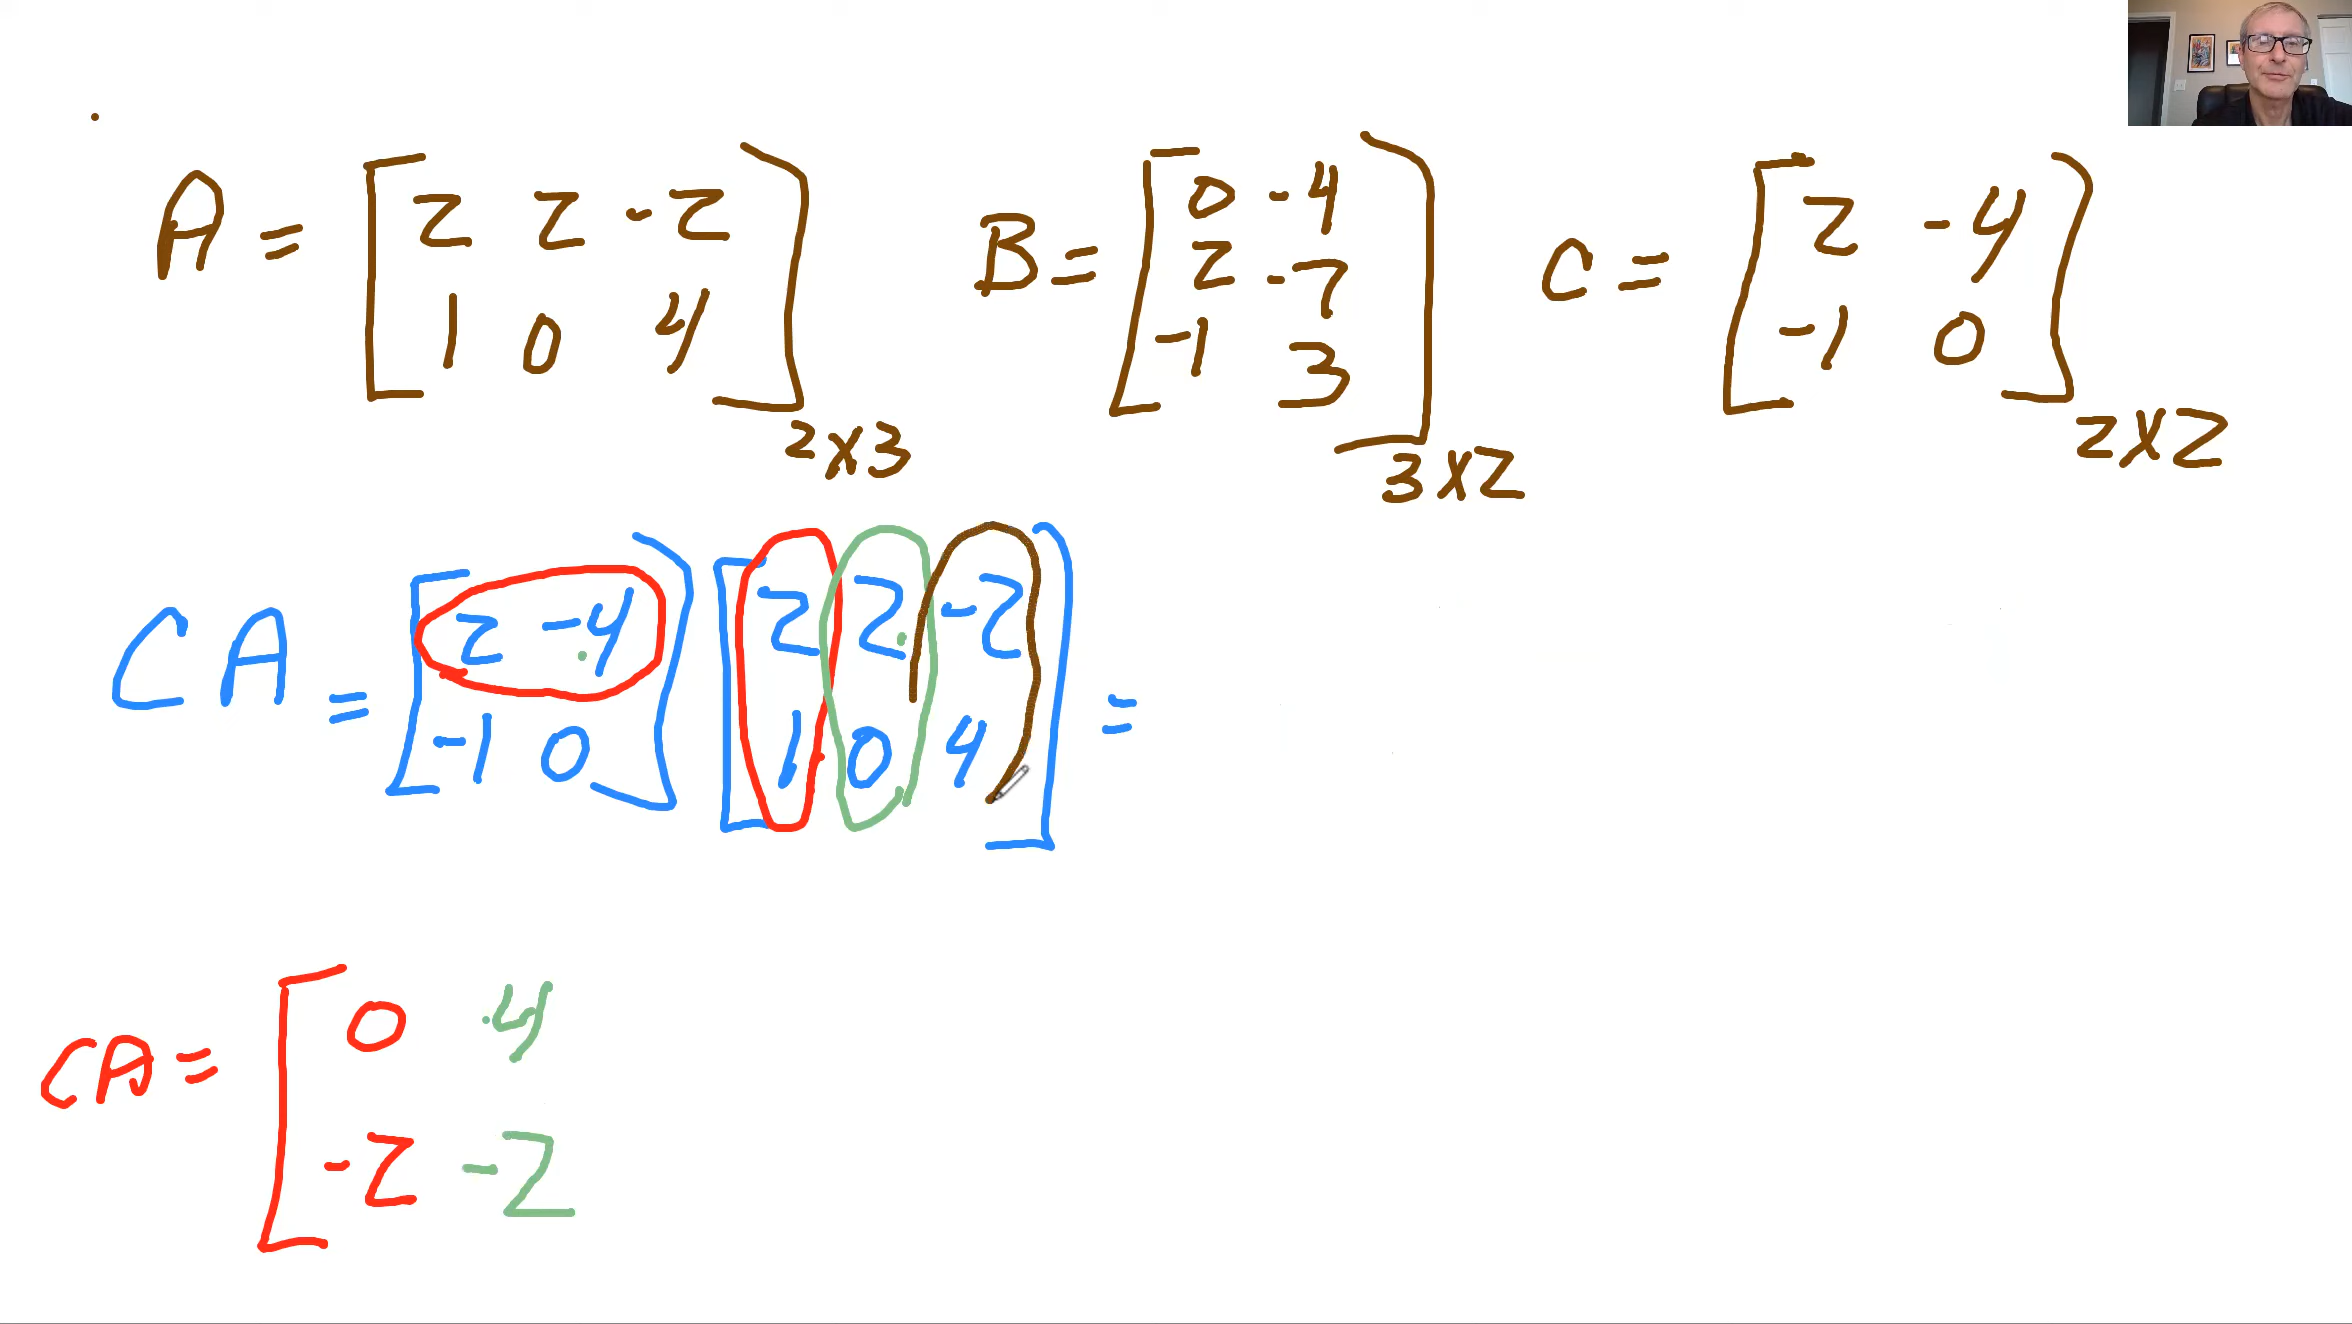 A = [ 2 2 -2 B = [ 0 -4 C = [ 2 -4
2 -7
1 0 4 ] -1 3 ] -1 0 ]
2x3 3x2 2x2
CA = [ 2 -4 ] [ 2 2 -2 ] =
-1 0 1 0 4
CA = [ 0 4
-2 -2